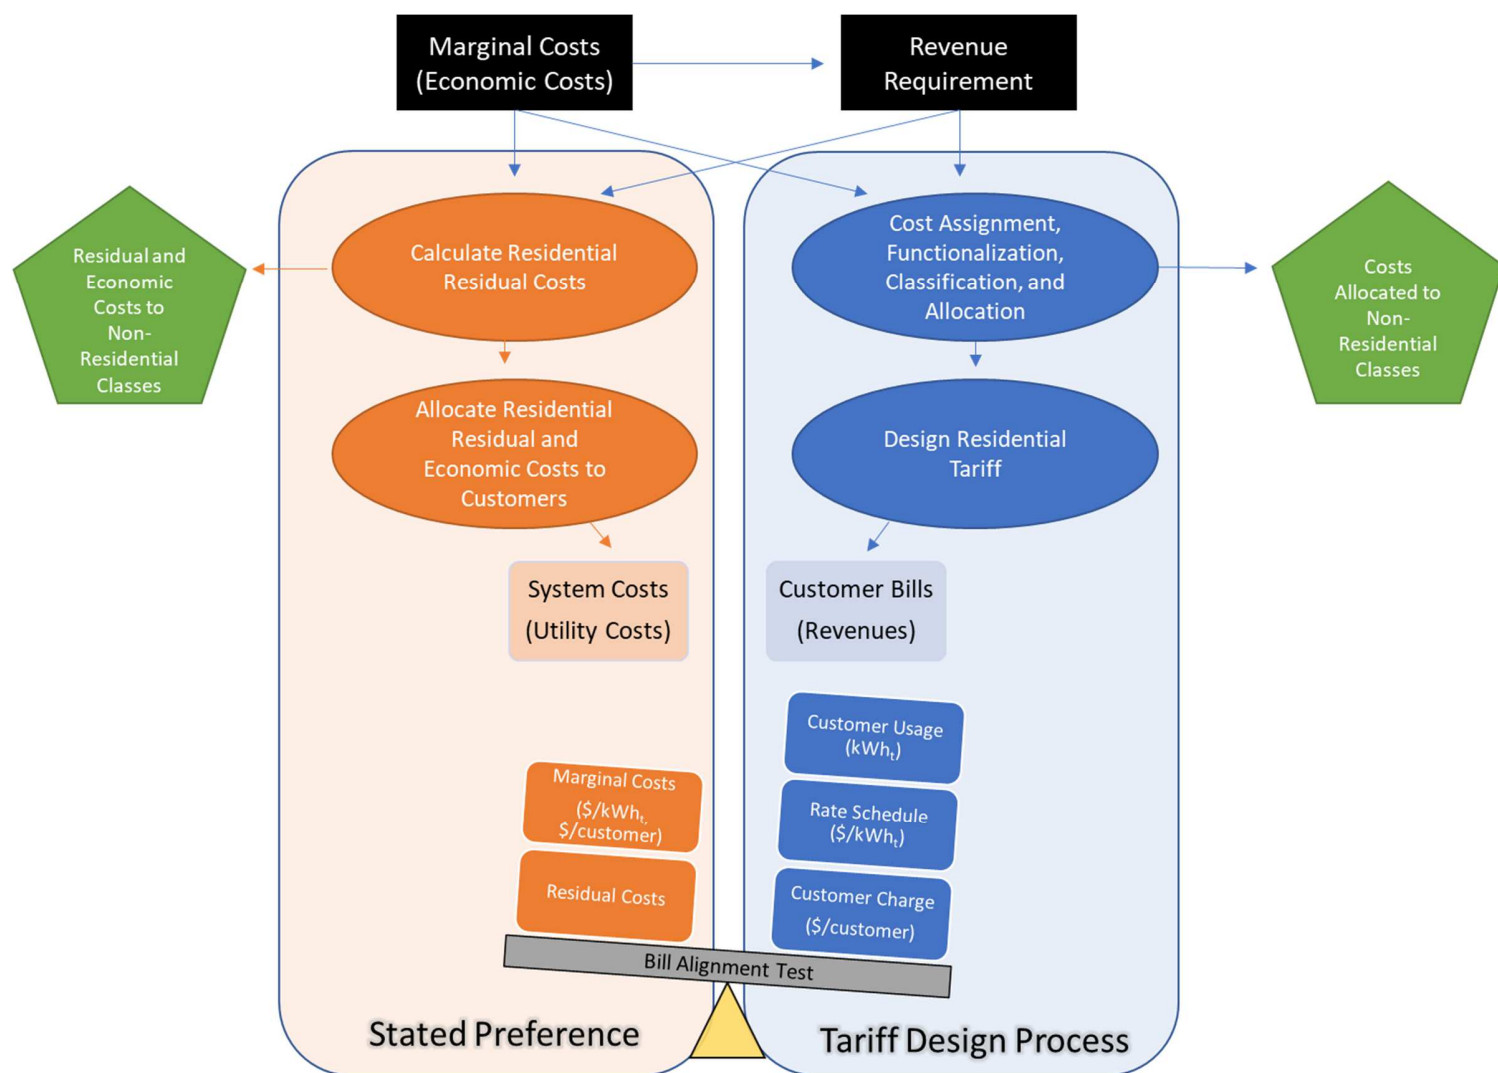 Marginal Costs
(Economic Costs)
Revenue
Requirement
Residual and
Economic
Costs to
Non-
Residential
Classes
Calculate Residential
Residual Costs
Cost Assignment,
Functionalization,
Classification, and
Allocation
Costs
Allocated to
Non-
Residential
Classes
Allocate Residential
Residual and
Economic Costs to
Customers
Design Residential
Tariff
System Costs
(Utility Costs)
Customer Bills
(Revenues)
Marginal Costs
($/kWhₜ,
$/customer)
Residual Costs
Customer Usage
(kWhₜ)
Rate Schedule
($/kWhₜ)
Customer Charge
($/customer)
Bill Alignment Test
Stated Preference
Tariff Design Process